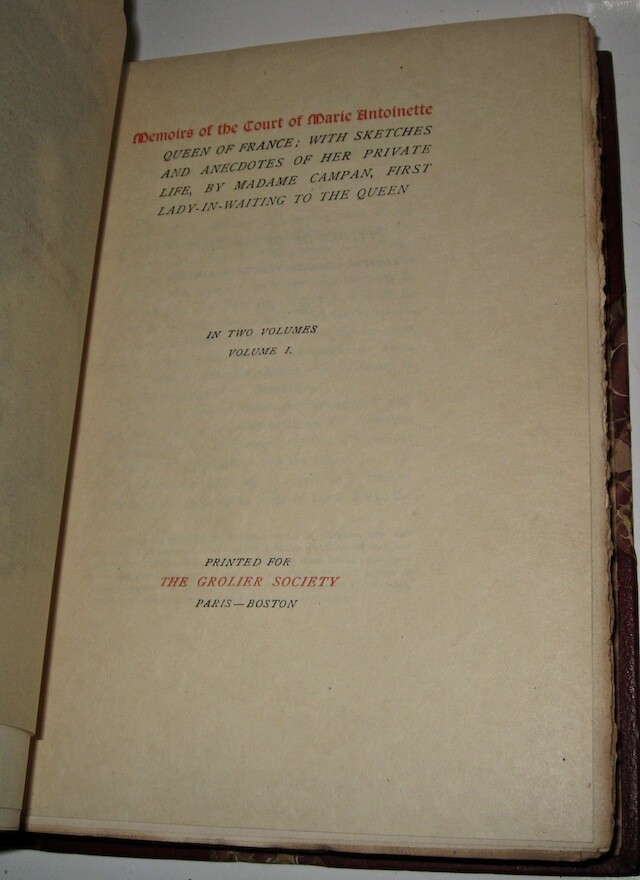 Memoirs of the Court of Marie Antoinette
QUEEN OF FRANCE; WITH SKETCHES
AND ANECDOTES OF HER PRIVATE
LIFE, BY MADAME CAMPAN, FIRST
LADY-IN-WAITING TO THE QUEEN
IN TWO VOLUMES
VOLUME I.
PRINTED FOR
THE GROLIER SOCIETY
PARIS—BOSTON